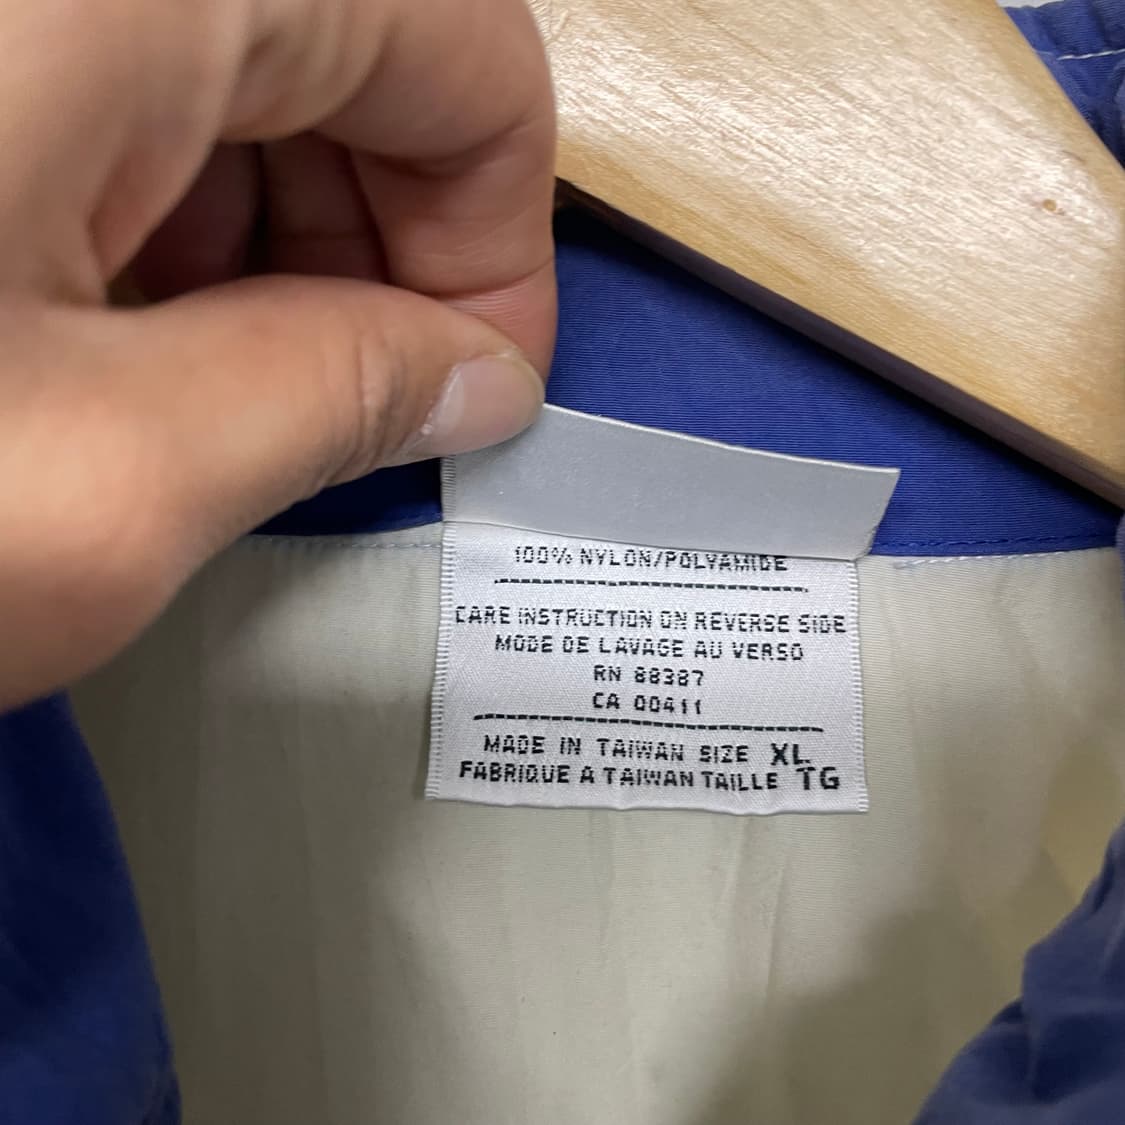 100% NYLON/POLYAMIDE
CARE INSTRUCTION ON REVERSE SIDE
MODE DE LAVAGE AU VERSO
RN 88387
CA 00411
MADE IN TAIWAN SIZE XL
FABRIQUE A TAIWAN TAILLE TG